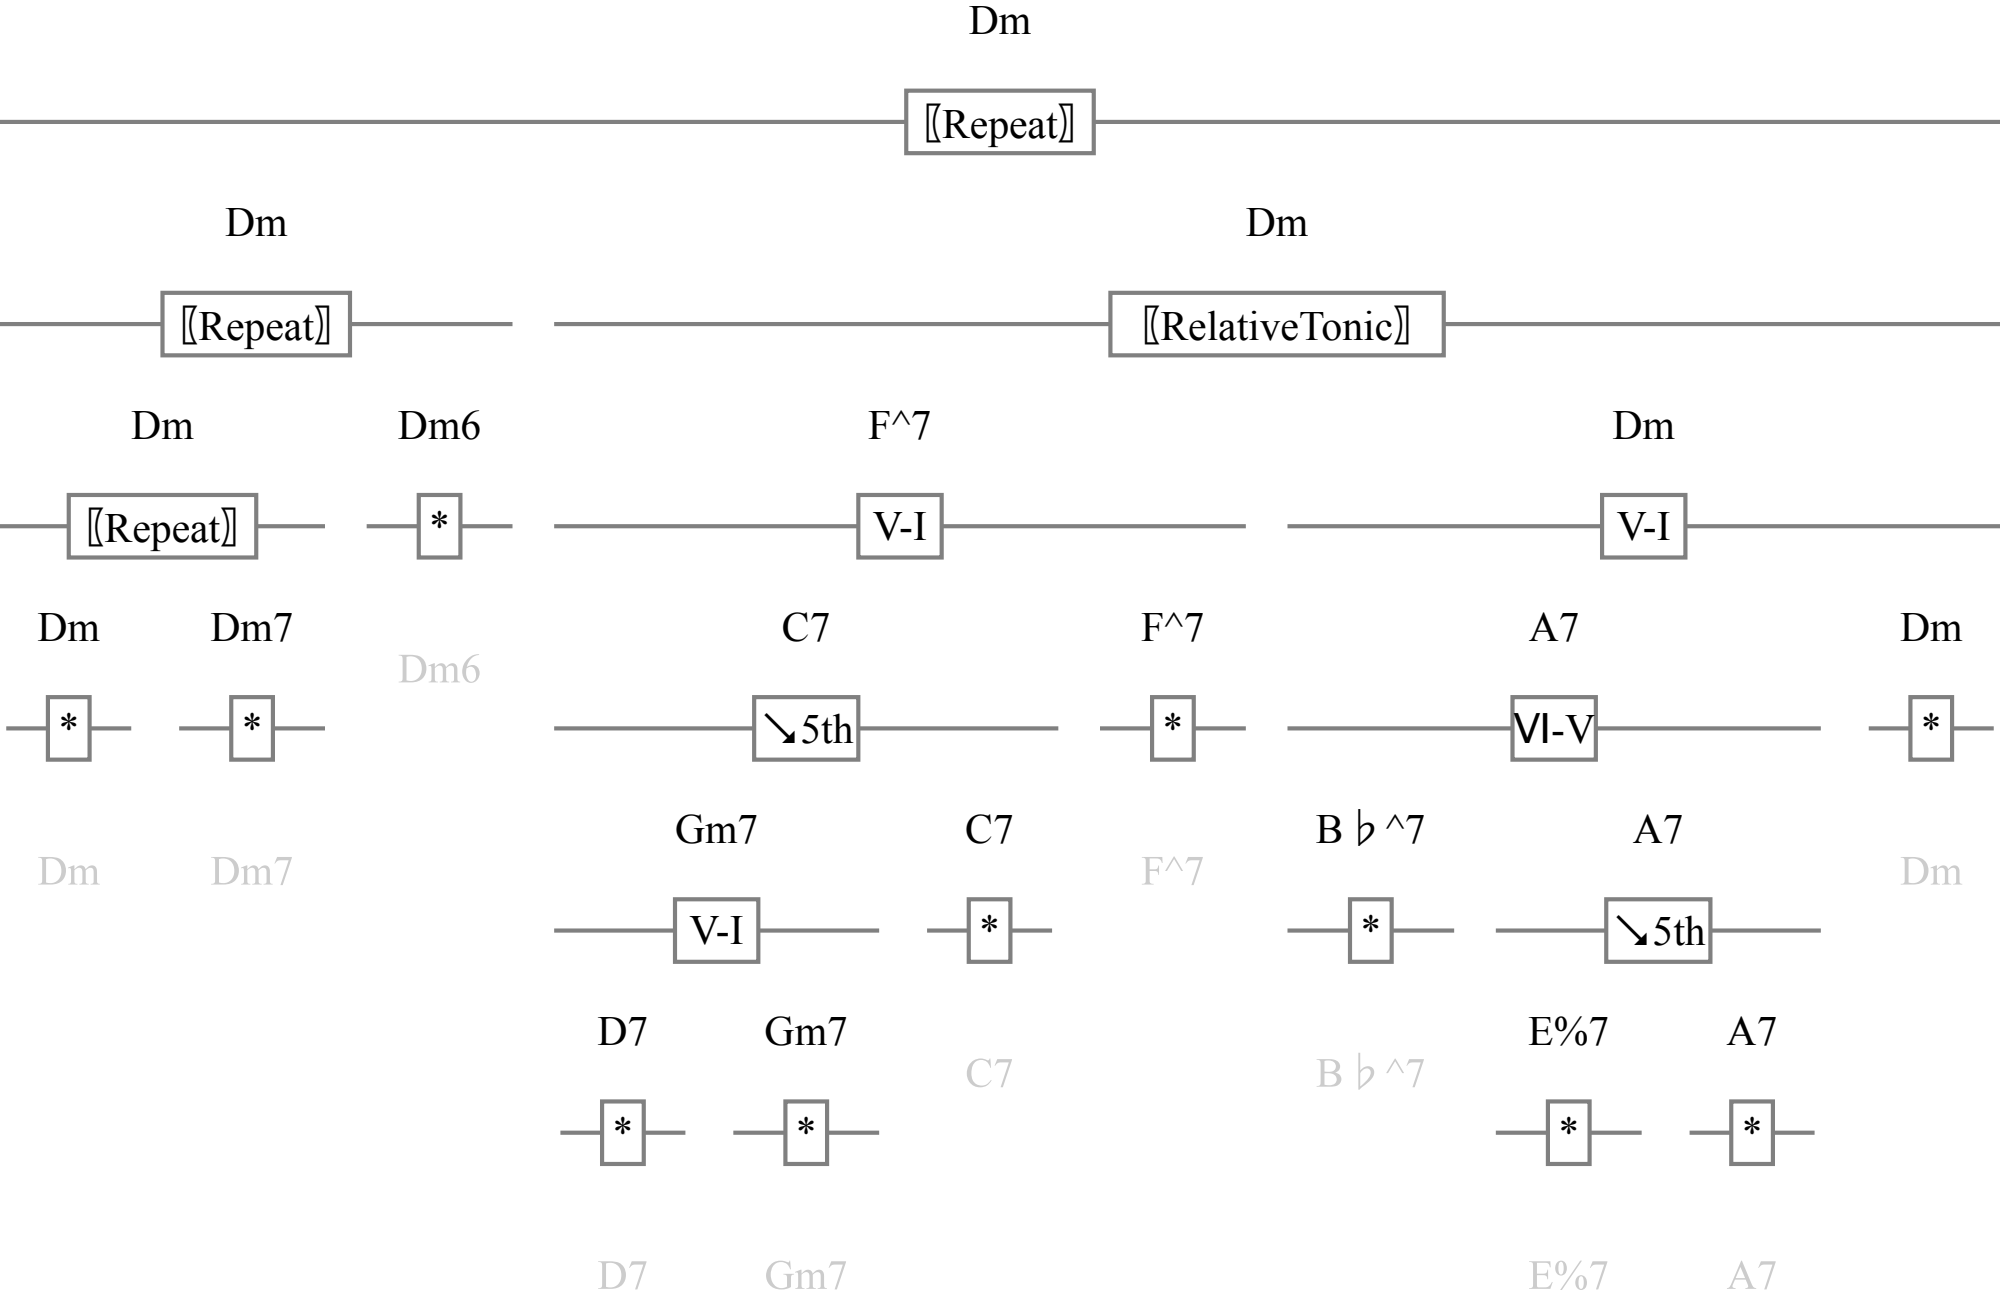 Dm
⟦Repeat⟧
Dm Dm
⟦Repeat⟧ ⟦RelativeTonic⟧
Dm Dm6 F^7 Dm
⟦Repeat⟧ * V-I V-I
Dm Dm7 Dm6 C7 F^7 A7 Dm
* * ↘5th * VI-V *
Dm Dm7 Gm7 C7 F^7 B♭^7 A7 Dm
V-I * * ↘5th
D7 Gm7 C7 B♭^7 E%7 A7
* * * *
D7 Gm7 E%7 A7